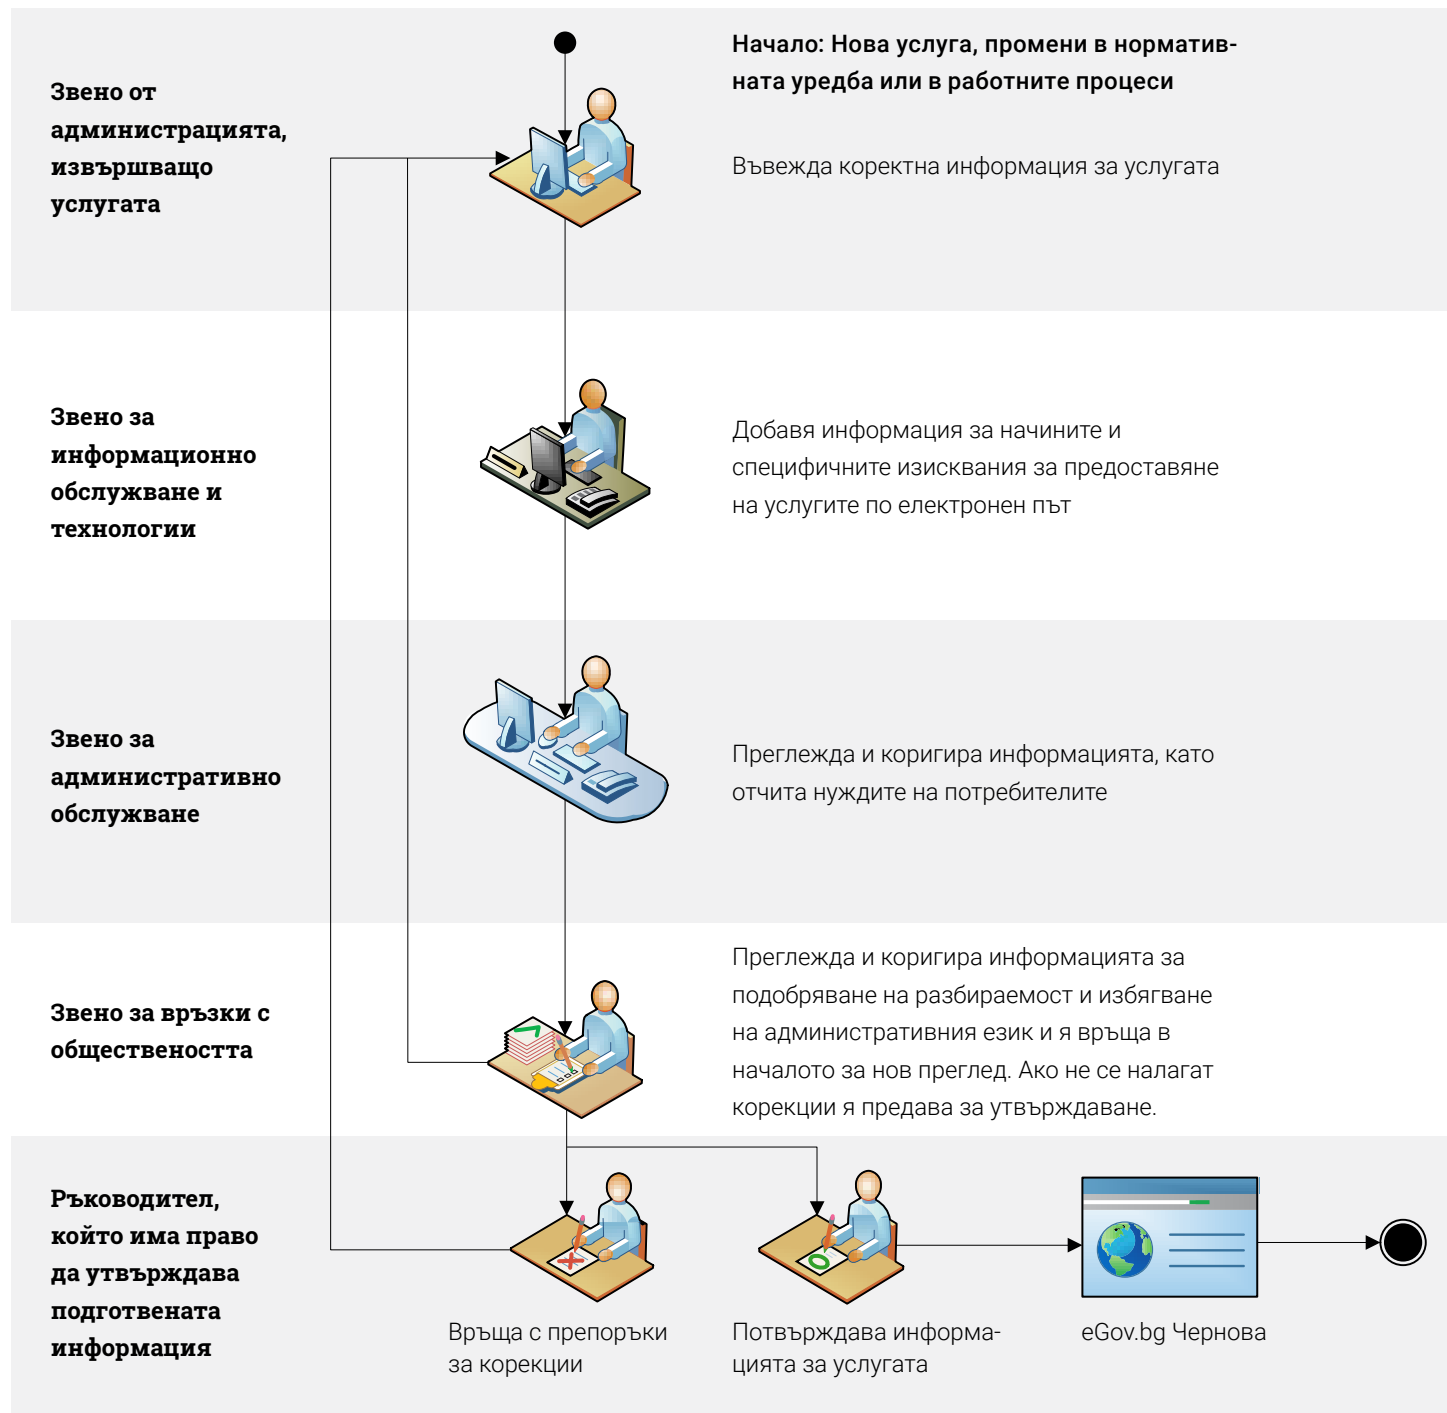 Начало: Нова услуга, промени в норматив-
ната уредба или в работните процеси
Звено от
администрацията,
извършващо
услугата
Въвежда коректна информация за услугата
Звено за
информационно
обслужване и
технологии
Добавя информация за начините и
специфичните изисквания за предоставяне
на услугите по електронен път
Звено за
административно
обслужване
Преглежда и коригира информацията, като
отчита нуждите на потребителите
Звено за връзки с
обществеността
Преглежда и коригира информацията за
подобряване на разбираемост и избягване
на административния език и я връща в
началото за нов преглед. Ако не се налагат
корекции я предава за утвърждаване.
Ръководител,
който има право
да утвърждава
подготвената
информация
Връща с препоръки
за корекции
Потвърждава информа-
цията за услугата
eGov.bg Чернова